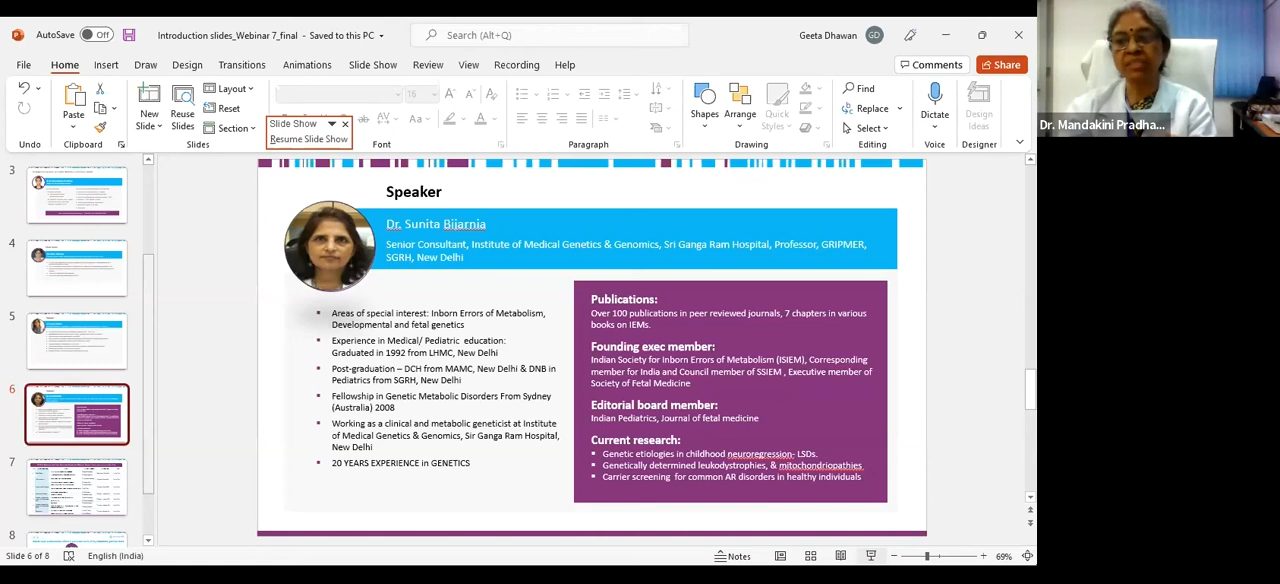 AutoSave Off Introduction slides_Webinar 7_final - Saved to this PC Search (Alt+Q) Geeta Dhawan GD
File Home Insert Draw Design Transitions Animations Slide Show Review View Recording Help Comments Share
Paste New Slide Reuse Slides Layout Reset Section 16 Aa Shapes Arrange Quick Styles Find Replace Select Dictate Design Ideas
Slide Show
Resume Slide Show
Undo Clipboard Slides Font Paragraph Drawing Editing Voice Designer
Dr. Mandakini Pradha...
3
4
5
6
7
8
Speaker
Dr. Sunita Bijarnia
Senior Consultant, Institute of Medical Genetics & Genomics, Sri Ganga Ram Hospital, Professor, GRIPMER,
SGRH, New Delhi
Areas of special interest: Inborn Errors of Metabolism,
Developmental and fetal genetics
Experience in Medical/ Pediatric education:
Graduated in 1992 from LHMC, New Delhi
Post-graduation – DCH from MAMC, New Delhi & DNB in
Pediatrics from SGRH, New Delhi
Fellowship in Genetic Metabolic Disorders From Sydney
(Australia) 2008
Working as a clinical and metabolic geneticist at Institute
of Medical Genetics & Genomics, Sir Ganga Ram Hospital,
New Delhi
20 YEARS EXPERIENCE in GENETICS
Publications:
Over 100 publications in peer reviewed journals, 7 chapters in various
books on IEMs.
Founding exec member:
Indian Society for Inborn Errors of Metabolism (ISIEM), Corresponding
member for India and Council member of SSIEM , Executive member of
Society of Fetal Medicine
Editorial board member:
Indian Pediatrics, Journal of fetal medicine
Current research:
Genetic etiologies in childhood neuroregression- LSDs.
Genetically determined leukodystrophies, & mitochondriopathies
Carrier screening for common AR disorders in healthy individuals
Slide 6 of 8 English (India) Notes 69%